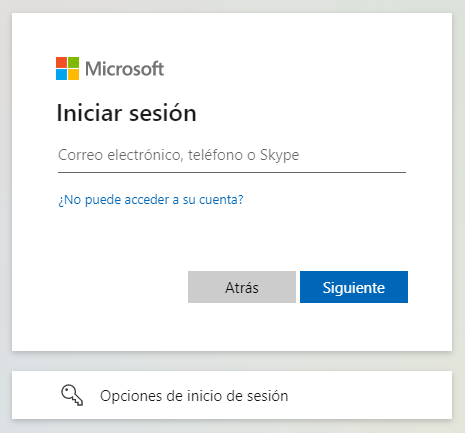 Microsoft
Iniciar sesión
Correo electrónico, teléfono o Skype
¿No puede acceder a su cuenta?
Atrás
Siguiente
Opciones de inicio de sesión